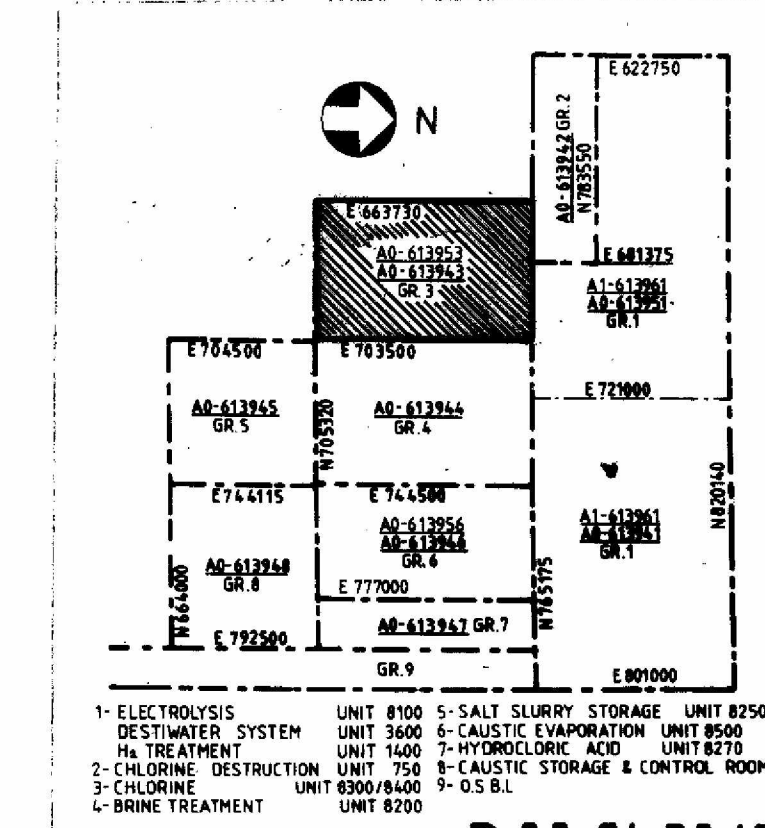 E 622750
N
A0-613942 GR.2
N783550
E 663730
A0-613953
A0-613943
GR. 3
E 681375
A1-613961
A0-613951
GR.1
E 704500
E 703500
E 721000
A0-613945
GR.5
N705320
A0-613944
GR.4
E744115
E 744500
N820140
A0-613956
A0-613946
GR.6
A1-613961
A0-613941
GR.1
A0-613948
GR.8
N664000
E 777000
N765175
E 792500
A0-613947 GR.7
GR.9
E 801000
1- ELECTROLYSIS UNIT 8100
DESTIWATER SYSTEM UNIT 3600
H2 TREATMENT UNIT 1400
2- CHLORINE DESTRUCTION UNIT 750
3- CHLORINE UNIT 8300/8400
4- BRINE TREATMENT UNIT 8200
5- SALT SLURRY STORAGE UNIT 8250
6- CAUSTIC EVAPORATION UNIT 8500
7- HYDROCLORIC ACID UNIT 8270
8- CAUSTIC STORAGE & CONTROL ROOM
9- O.S B.L